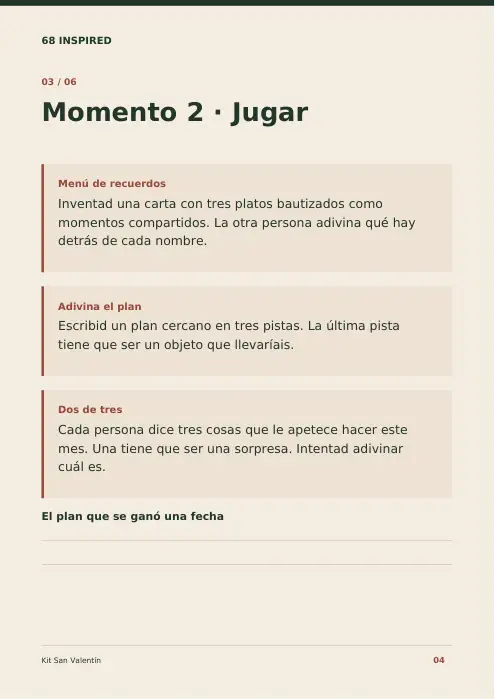 68 INSPIRED
03 / 06
Momento 2 · Jugar
Menú de recuerdos
Inventad una carta con tres platos bautizados como
momentos compartidos. La otra persona adivina qué hay
detrás de cada nombre.
Adivina el plan
Escribid un plan cercano en tres pistas. La última pista
tiene que ser un objeto que llevaríais.
Dos de tres
Cada persona dice tres cosas que le apetece hacer este
mes. Una tiene que ser una sorpresa. Intentad adivinar
cuál es.
El plan que se ganó una fecha
Kit San Valentín
04